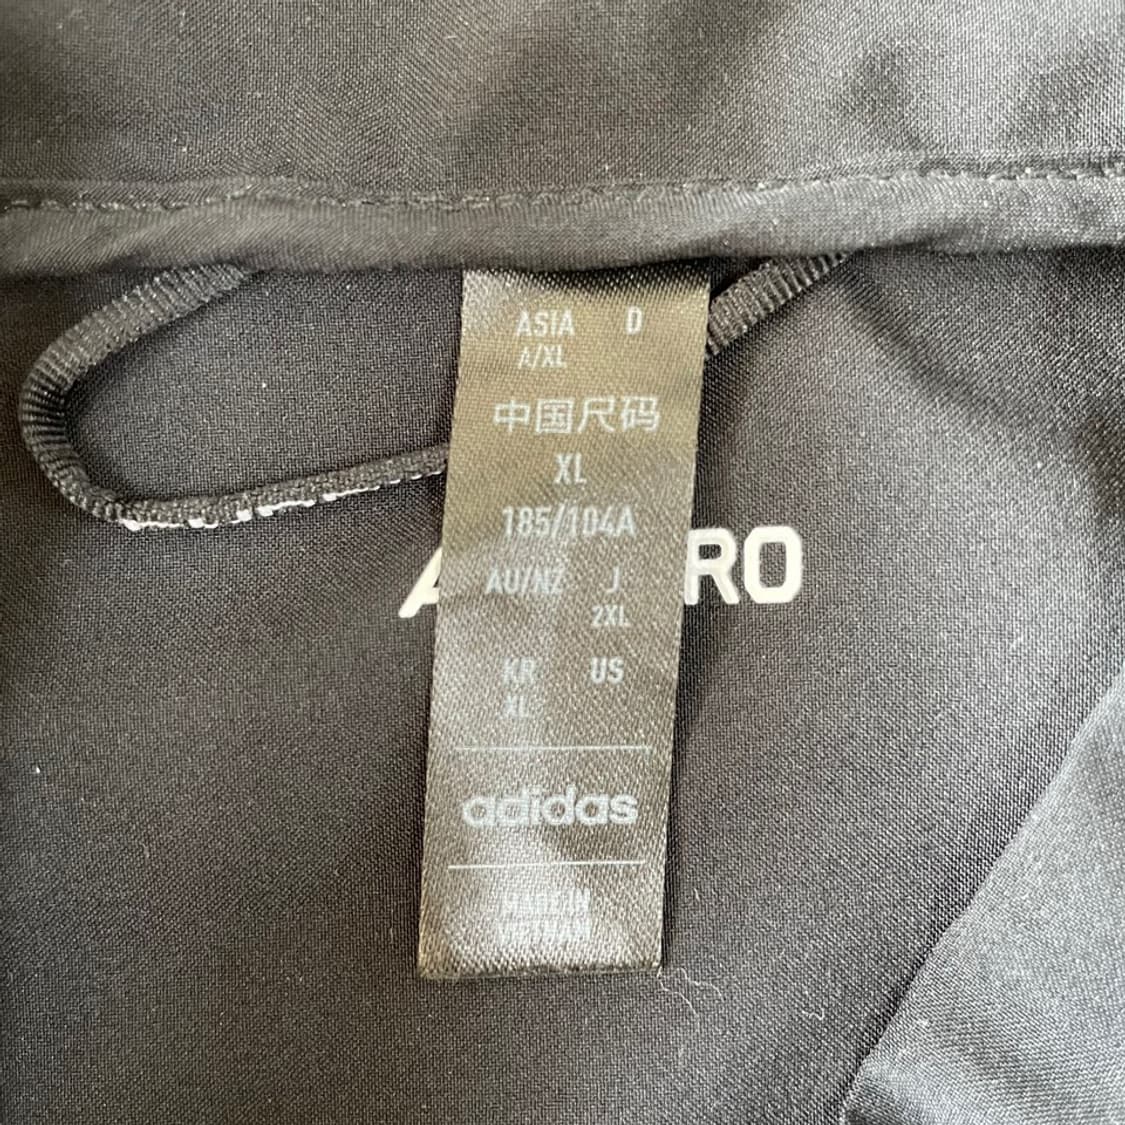 ASIA D
A/XL
中国尺码
XL
185/104A
AU/NZ J
2XL
KR US
XL
adidas
MADE IN
VIETNAM
RO